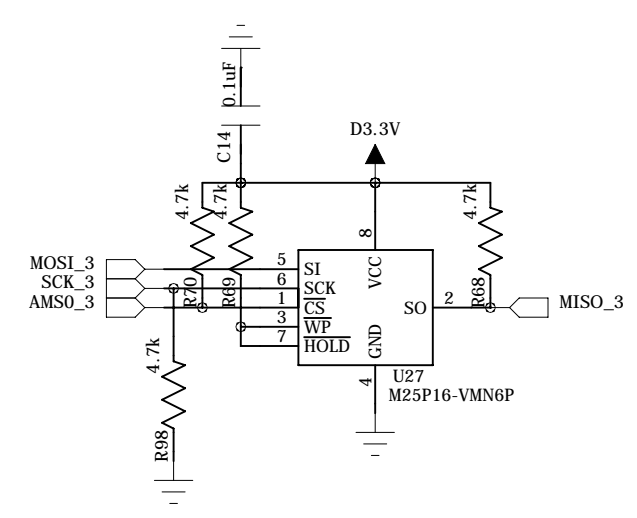 0.1uF
C14
D3.3V
4.7k
4.7k
4.7k
8
MOSI_3
5
SI
VCC
SCK_3
6
SCK
R70
R69
R68
AMS0_3
1
CS
SO
2
MISO_3
3
WP
7
HOLD
GND
4.7k
4
U27
M25P16-VMN6P
R98